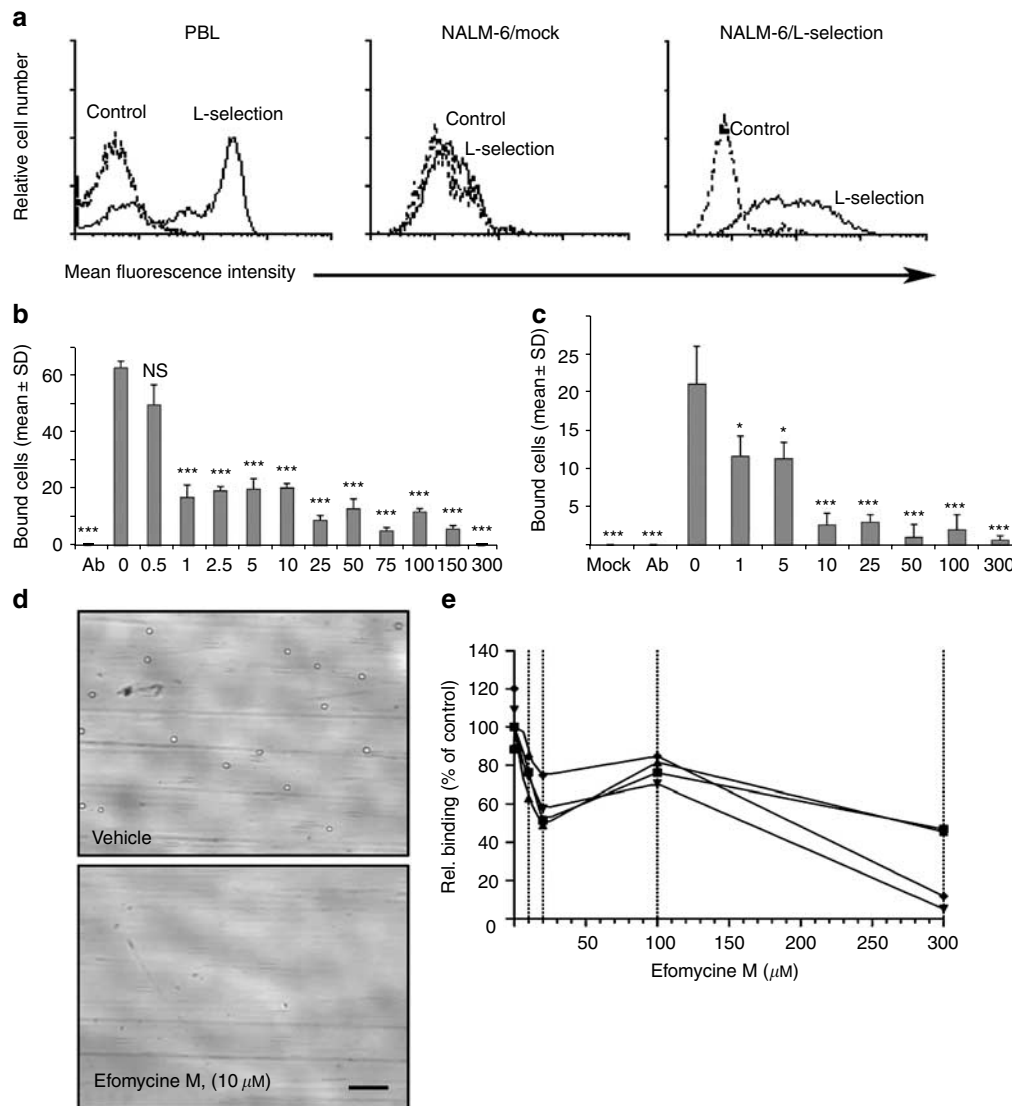 a
PBL
NALM-6/mock
NALM-6/L-selection
Relative cell number
Control
L-selection
Control
L-selection
Control
L-selection
Mean fluorescence intensity
b
Bound cells (mean± SD)
60
40
20
0
***
NS
***
***
***
***
***
***
***
***
***
***
Ab 0 0.5 1 2.5 5 10 25 50 75 100 150 300
c
Bound cells (mean± SD)
25
20
15
10
5
***
***
*
*
***
***
***
***
***
Mock Ab 0 1 5 10 25 50 100 300
d
Vehicle
Efomycine M, (10 μM)
e
Rel. binding (% of control)
140
120
100
80
60
40
20
0
50 100 150 200 250 300
Efomycine M (μM)